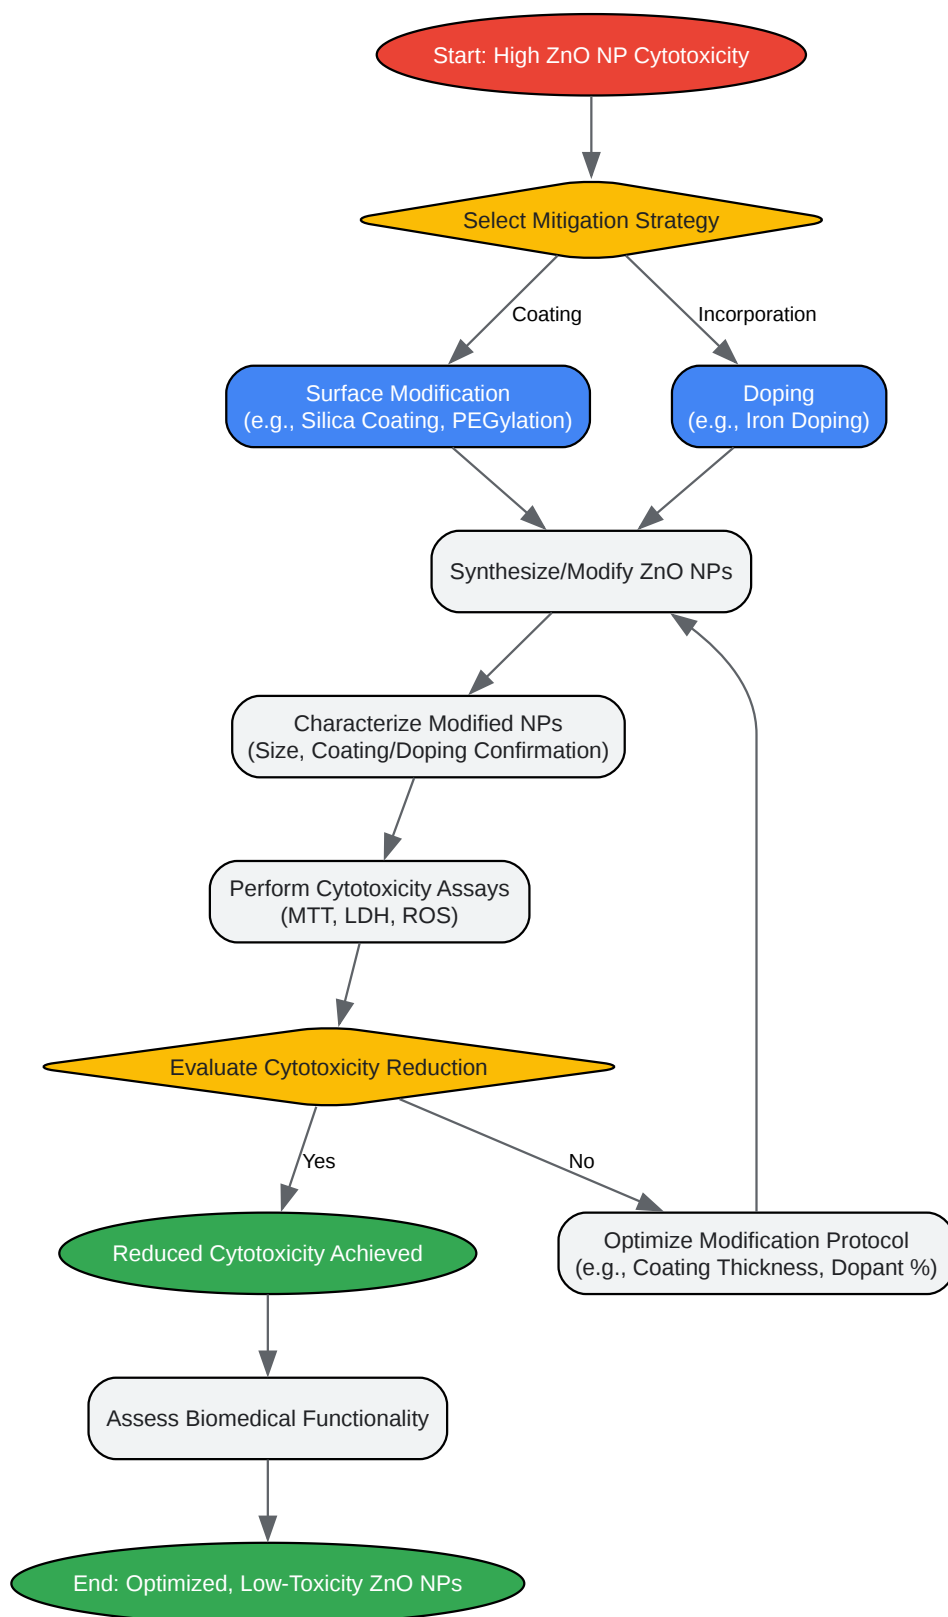 Start: High ZnO NP Cytotoxicity
Select Mitigation Strategy
Coating
Incorporation
Surface Modification
(e.g., Silica Coating, PEGylation)
Doping
(e.g., Iron Doping)
Synthesize/Modify ZnO NPs
Characterize Modified NPs
(Size, Coating/Doping Confirmation)
Perform Cytotoxicity Assays
(MTT, LDH, ROS)
Evaluate Cytotoxicity Reduction
Yes
No
Reduced Cytotoxicity Achieved
Optimize Modification Protocol
(e.g., Coating Thickness, Dopant %)
Assess Biomedical Functionality
End: Optimized, Low-Toxicity ZnO NPs